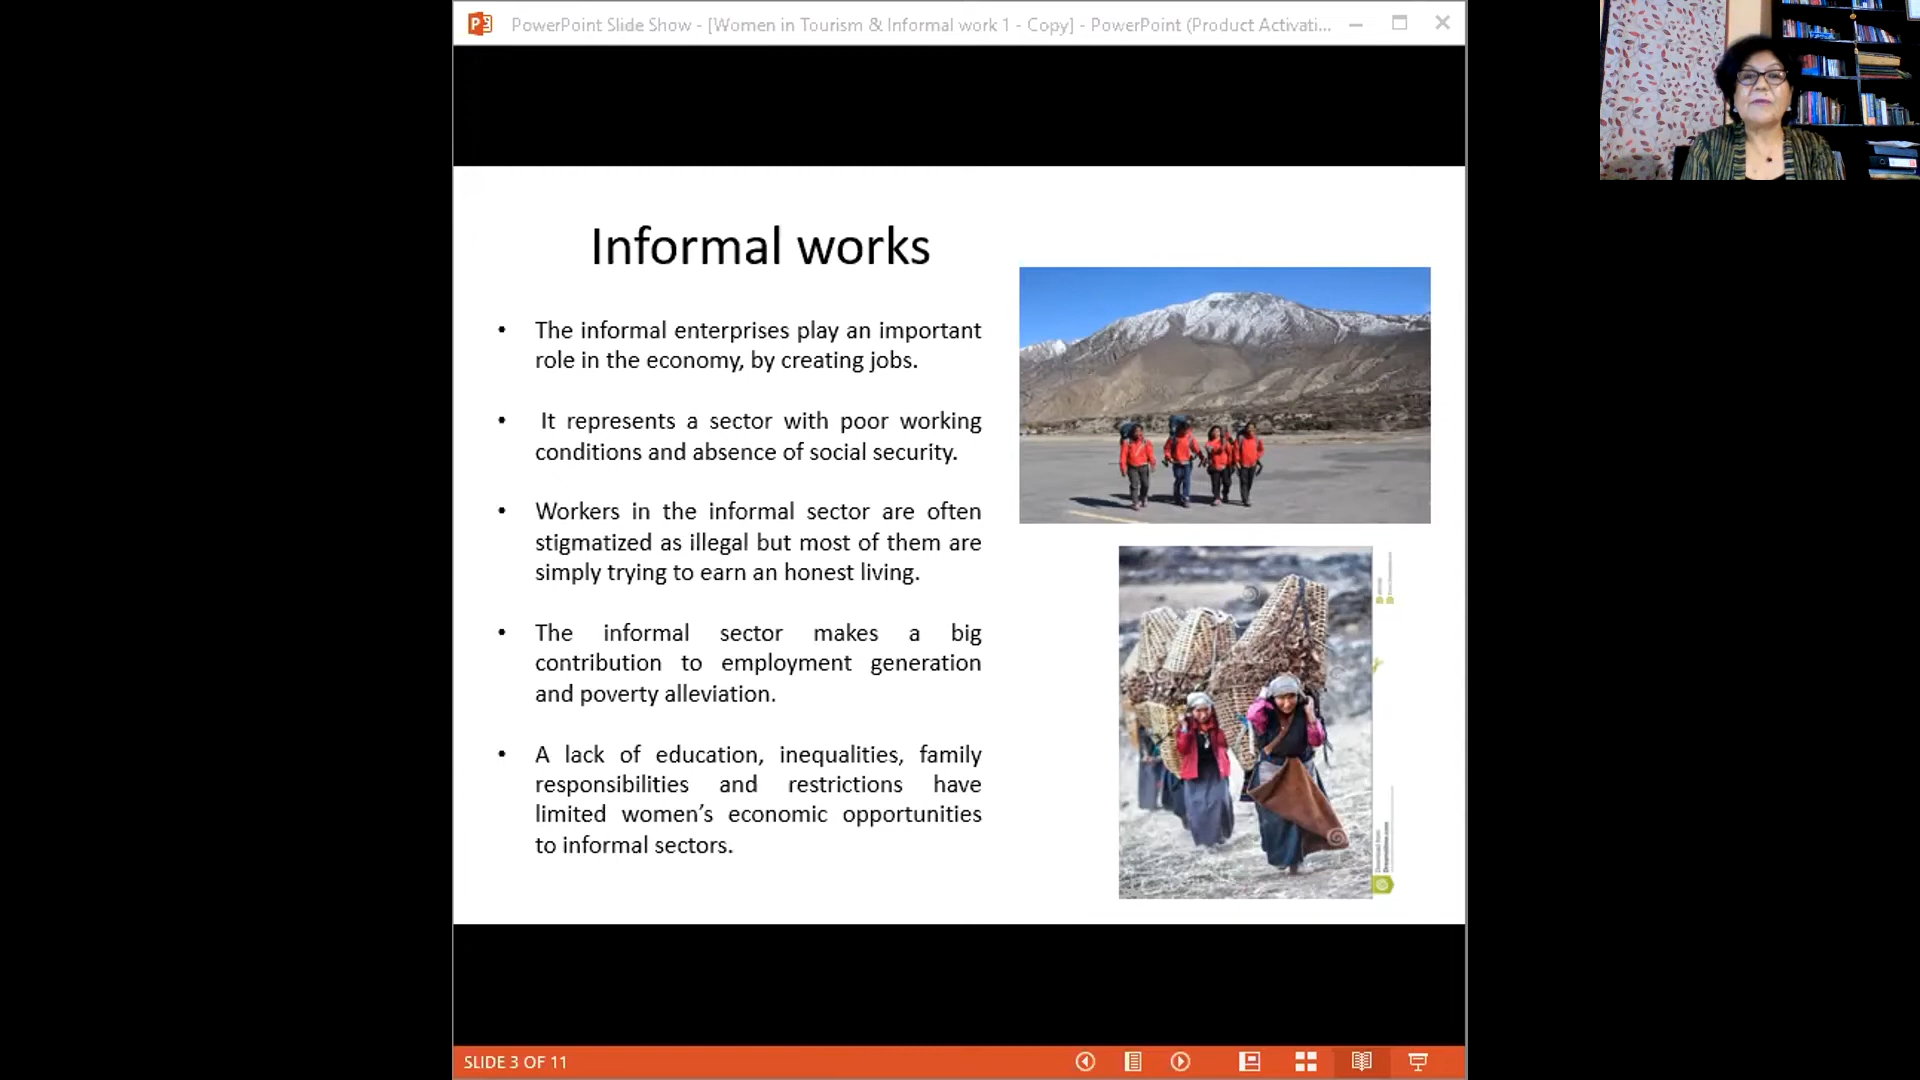 PowerPoint Slide Show - [Women in Tourism & Informal work 1 - Copy] - PowerPoint (Product Activati...
Informal works
• The informal enterprises play an important
role in the economy, by creating jobs.
• It represents a sector with poor working
conditions and absence of social security.
• Workers in the informal sector are often
stigmatized as illegal but most of them are
simply trying to earn an honest living.
• The informal sector makes a big
contribution to employment generation
and poverty alleviation.
• A lack of education, inequalities, family
responsibilities and restrictions have
limited women's economic opportunities
to informal sectors.
Download from
Dreamstime.com
SLIDE 3 OF 11